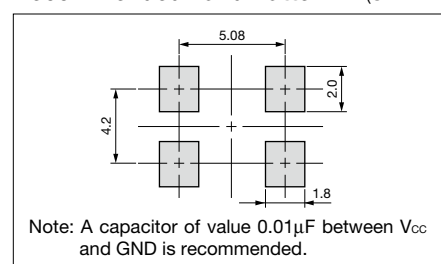 5.08
2.0
4.2
1.8
Note: A capacitor of value 0.01µF between Vcc
and GND is recommended.